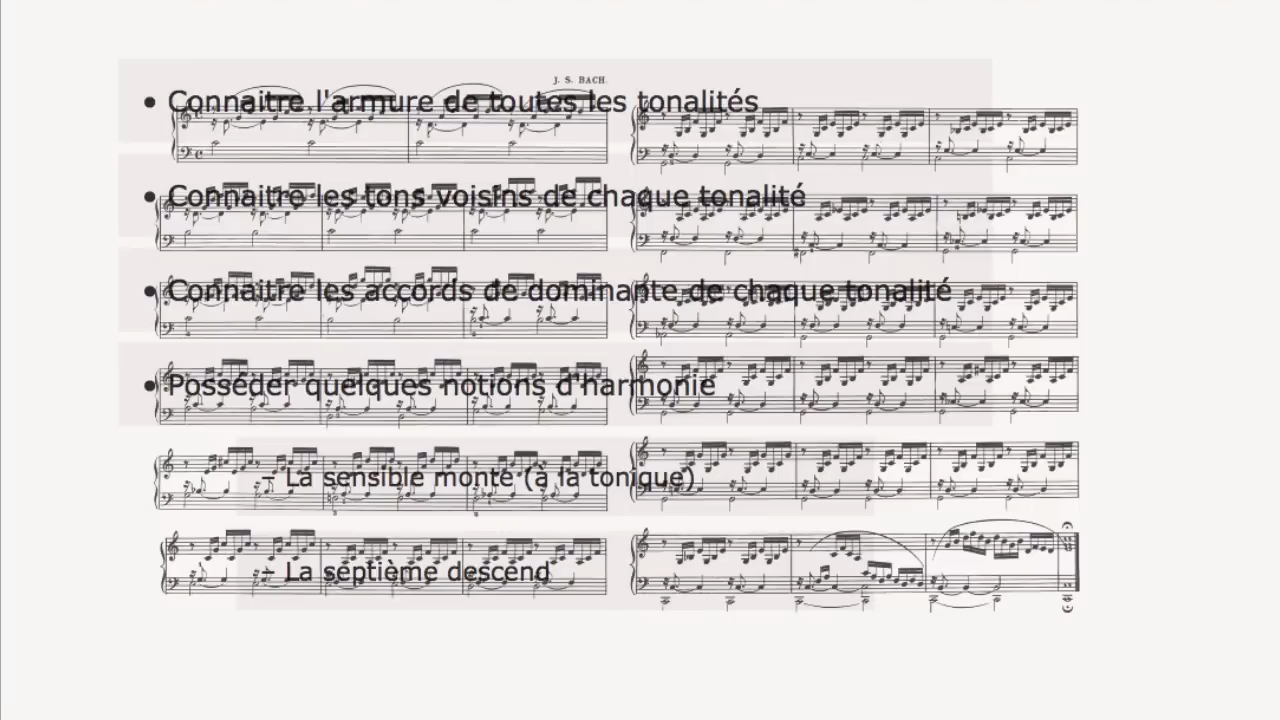 J. S. BACH.
• Connaitre l'armure de toutes les tonalités
• Connaitre les tons voisins de chaque tonalité
• Connaitre les accords de dominante de chaque tonalité
• Posséder quelques notions d'harmonie
– La sensible monte (à la tonique)
– La septième descend